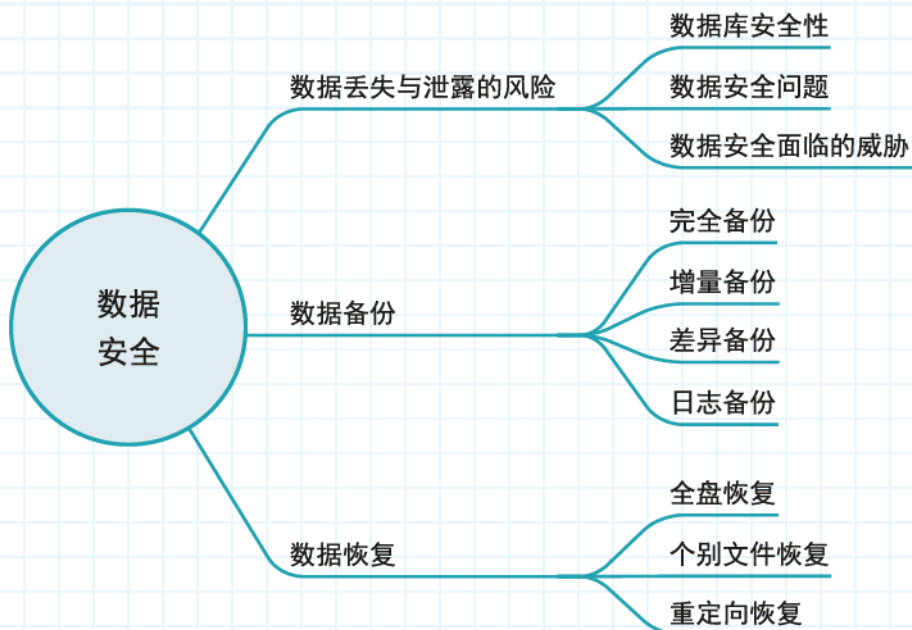 数据
安全
数据丢失与泄露的风险
数据库安全性
数据安全问题
数据安全面临的威胁
数据备份
完全备份
增量备份
差异备份
日志备份
数据恢复
全盘恢复
个别文件恢复
重定向恢复